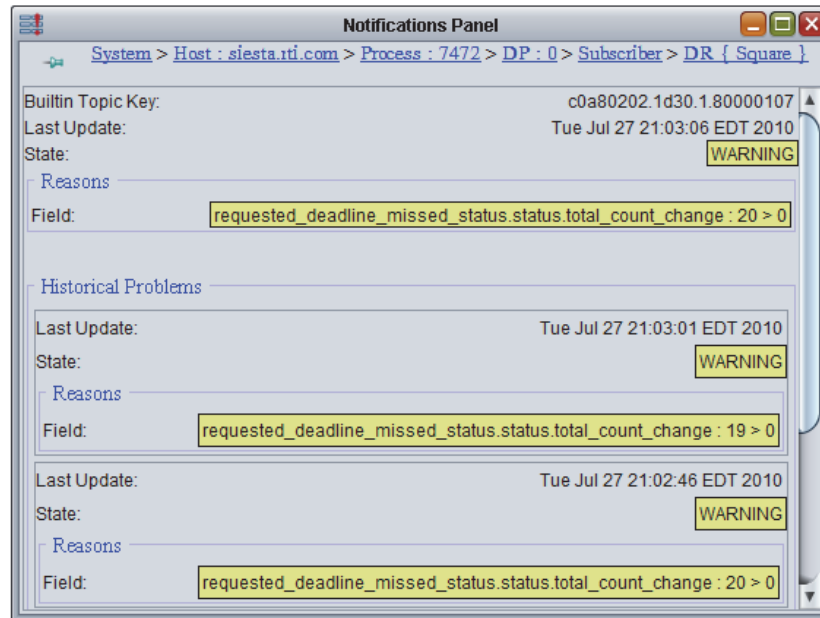 Notifications Panel
System > Host : siesta.rti.com > Process : 7472 > DP : 0 > Subscriber > DR { Square }
Builtin Topic Key: c0a80202.1d30.1.80000107
Last Update: Tue Jul 27 21:03:06 EDT 2010
State: WARNING
Reasons
Field: requested_deadline_missed_status.status.total_count_change : 20 > 0
Historical Problems
Last Update: Tue Jul 27 21:03:01 EDT 2010
State: WARNING
Reasons
Field: requested_deadline_missed_status.status.total_count_change : 19 > 0
Last Update: Tue Jul 27 21:02:46 EDT 2010
State: WARNING
Reasons
Field: requested_deadline_missed_status.status.total_count_change : 20 > 0